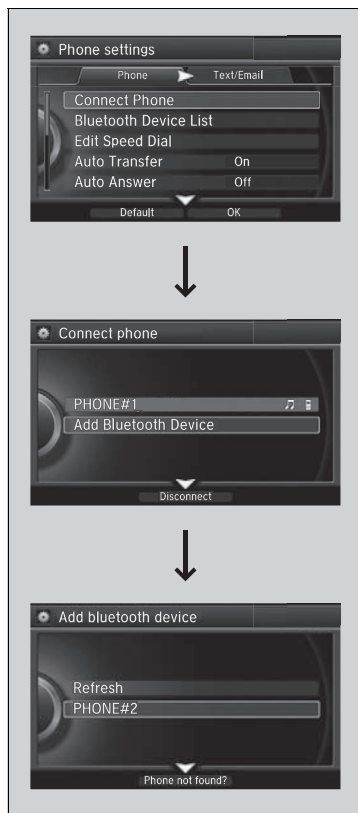 Phone settings
Phone Text/Email
Connect Phone
Bluetooth Device List
Edit Speed Dial
Auto Transfer On
Auto Answer Off
Default OK
Connect phone
PHONE#1
Add Bluetooth Device
Disconnect
Add bluetooth device
Refresh
PHONE#2
Phone not found?